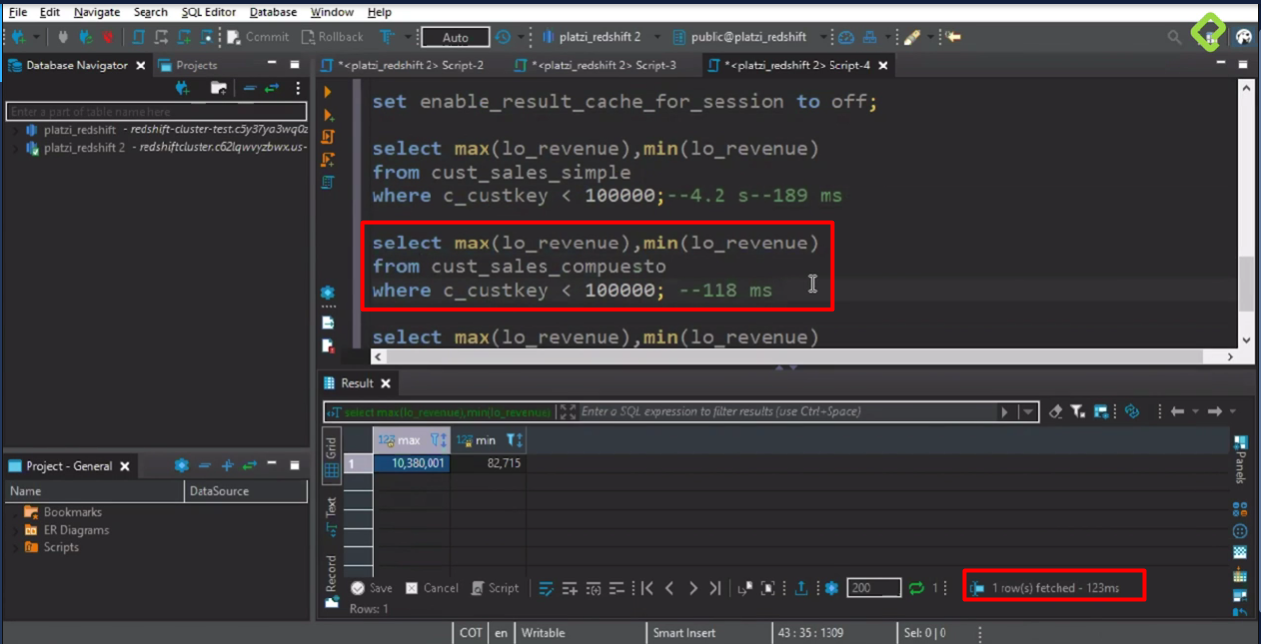 File Edit Navigate Search SQL Editor Database Window Help
Commit Rollback Auto platzi_redshift 2 public@platzi_redshift
Database Navigator Projects
*<platzi_redshift 2> Script-2 *<platzi_redshift 2> Script-3 *<platzi_redshift 2> Script-4
Enter a part of table name here
platzi_redshift - redshift-cluster-test.c5y37ya3wq0z
platzi_redshift 2 - redshiftcluster.c62lqwvyzbwx.us-
set enable_result_cache_for_session to off;
select max(lo_revenue),min(lo_revenue)
from cust_sales_simple
where c_custkey < 100000;--4.2 s--189 ms
select max(lo_revenue),min(lo_revenue)
from cust_sales_compuesto
where c_custkey < 100000; --118 ms
select max(lo_revenue),min(lo_revenue)
Result
select max(lo_revenue),min(lo_revenue) Enter a SQL expression to filter results (use Ctrl+Space)
Grid
Text
Record
123 max 123 min
1 10,380,001 82,715
Panels
Project - General
Name DataSource
Bookmarks
ER Diagrams
Scripts
Save Cancel Script 200 1 1 row(s) fetched - 123ms
Rows: 1
COT en Writable Smart Insert 43 : 35 : 1309 Sel: 0 | 0